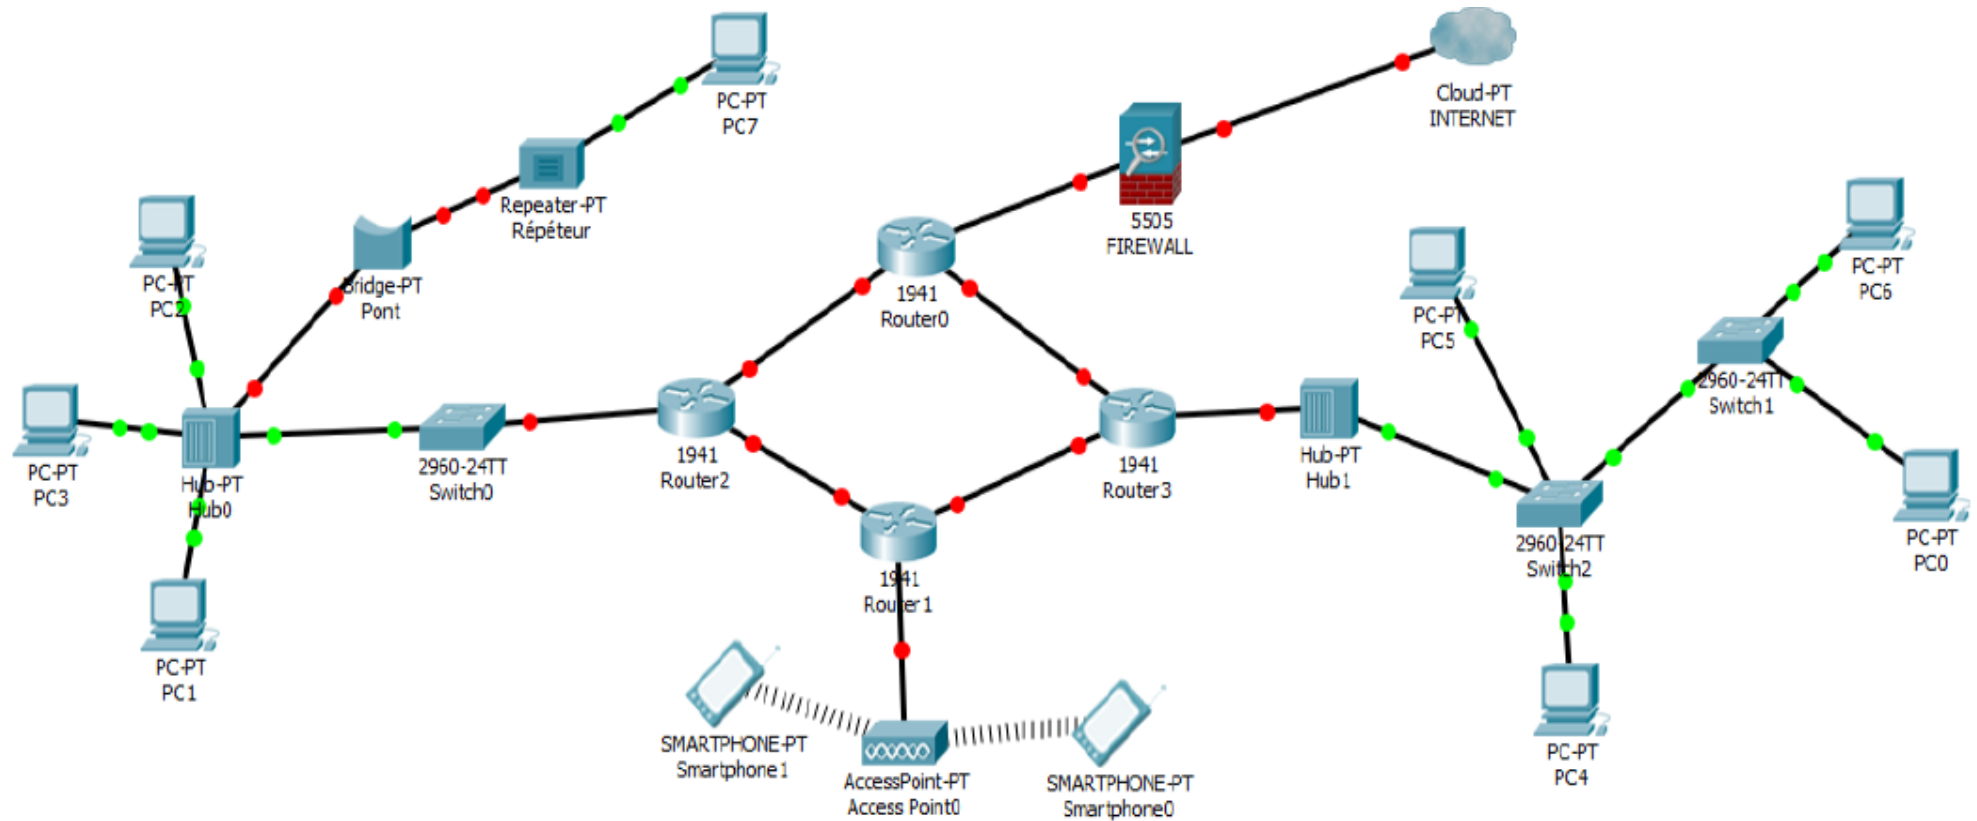 PC-PT
PC7
Cloud-PT
INTERNET
Repeater-PT
Répéteur
5505
FIREWALL
PC-PT
PC2
Bridge-PT
Pont
1941
Router0
PC-PT
PC5
PC-PT
PC6
2960-24TT
Switch1
PC-PT
PC3
Hub-PT
Hub0
2960-24TT
Switch0
1941
Router2
1941
Router3
Hub-PT
Hub1
2960-24TT
Switch2
PC-PT
PC0
1941
Router1
PC-PT
PC1
SMARTPHONE-PT
Smartphone1
AccessPoint-PT
Access Point0
SMARTPHONE-PT
Smartphone0
PC-PT
PC4